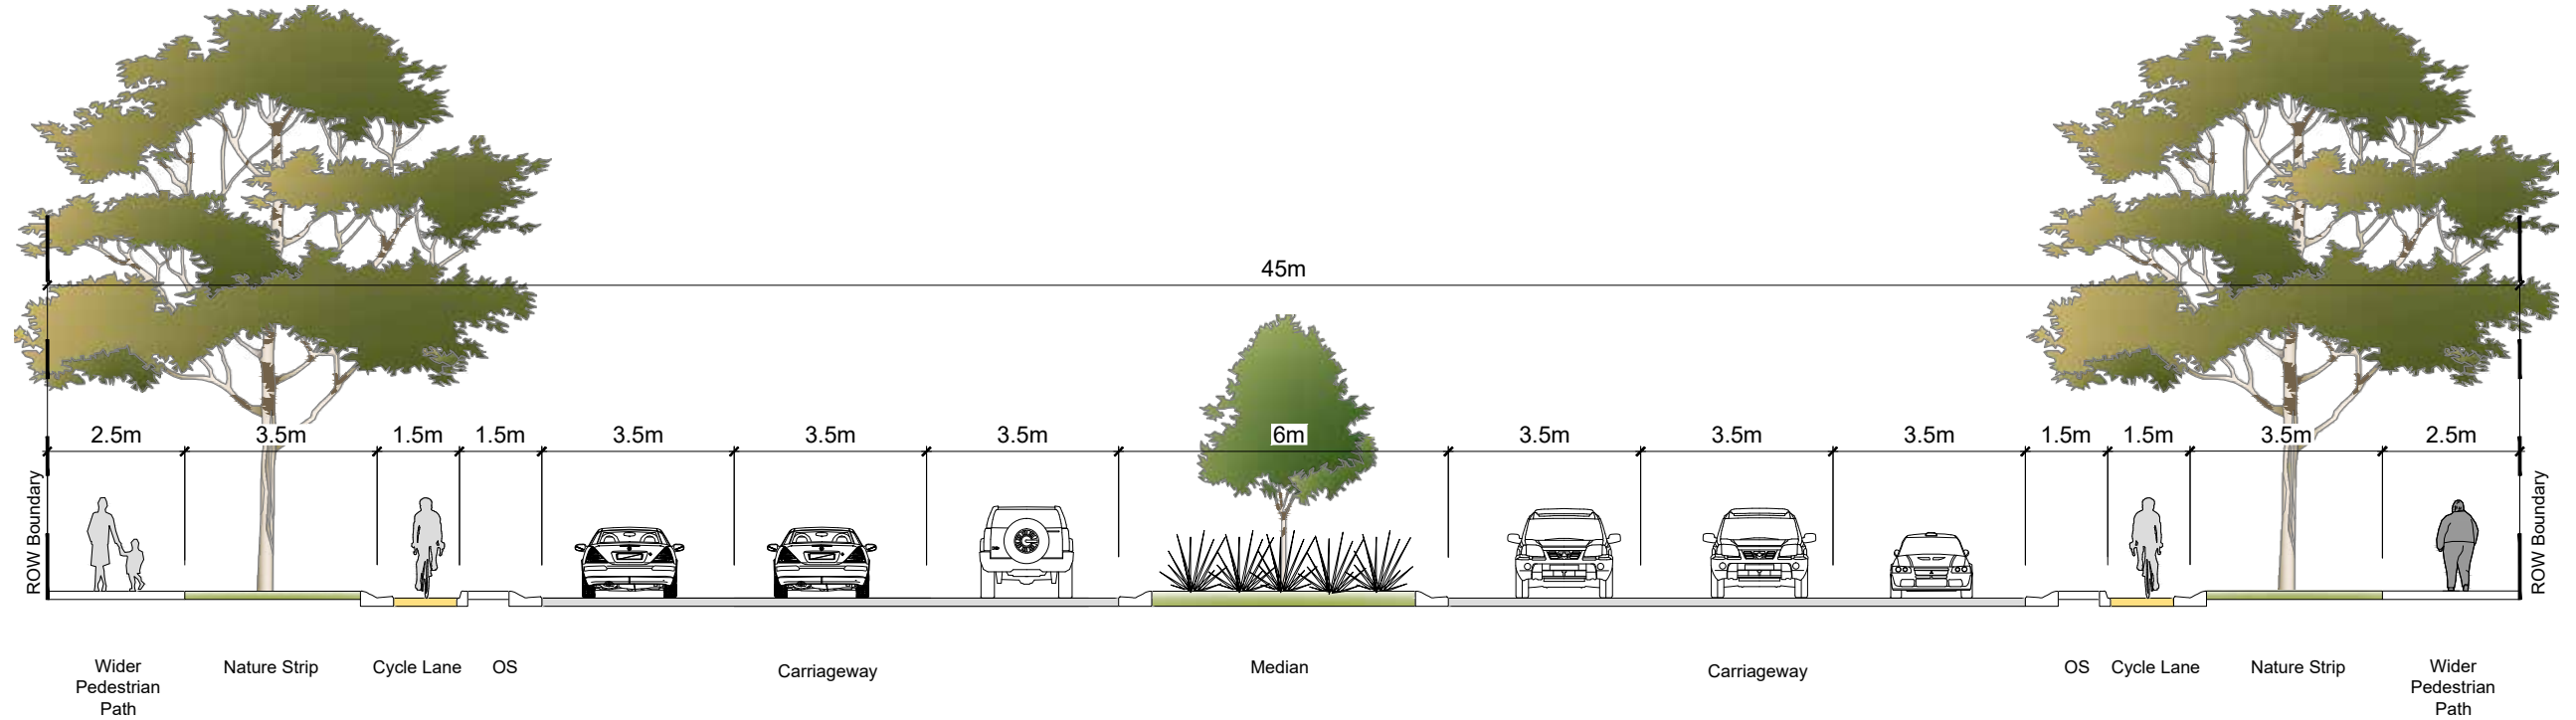 45m
2.5m
3.5m
1.5m
1.5m
3.5m
3.5m
3.5m
6m
3.5m
3.5m
3.5m
1.5m
1.5m
3.5m
2.5m
ROW Boundary
ROW Boundary
Wider
Pedestrian
Path
Nature Strip
Cycle Lane
OS
Carriageway
Median
Carriageway
OS
Cycle Lane
Nature Strip
Wider
Pedestrian
Path